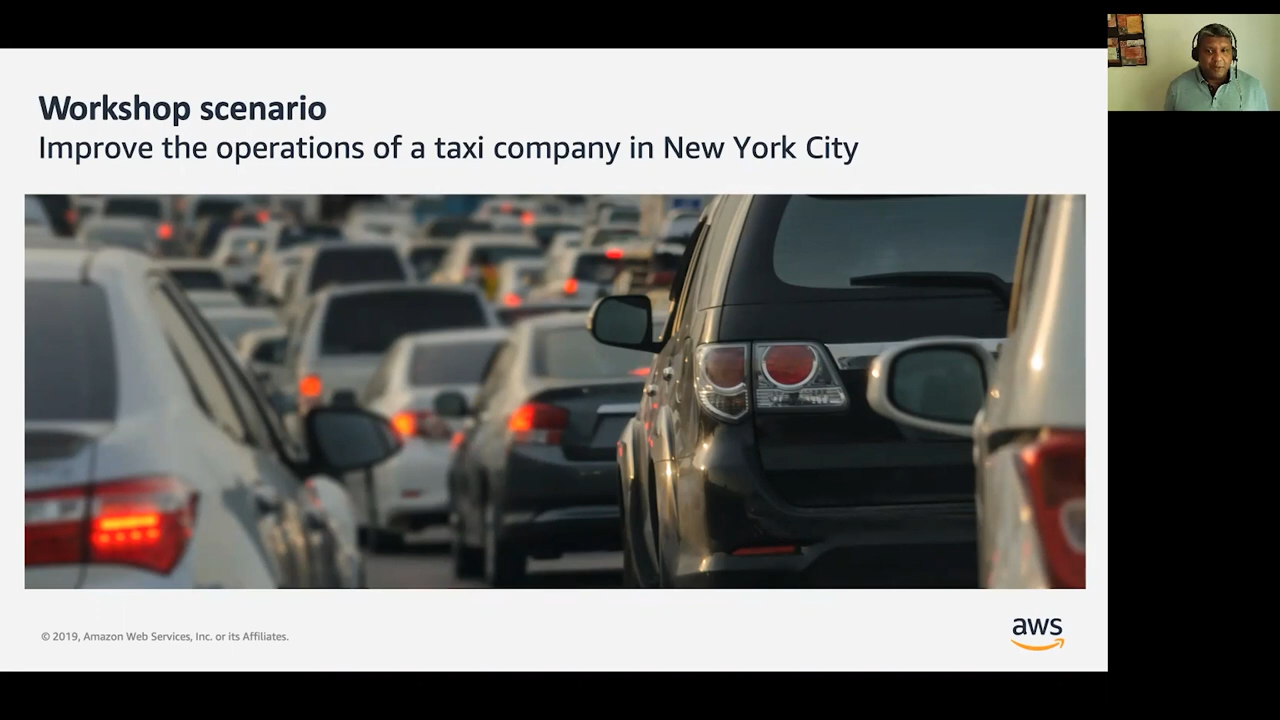 Workshop scenario
Improve the operations of a taxi company in New York City
© 2019, Amazon Web Services, Inc. or its Affiliates.
aws